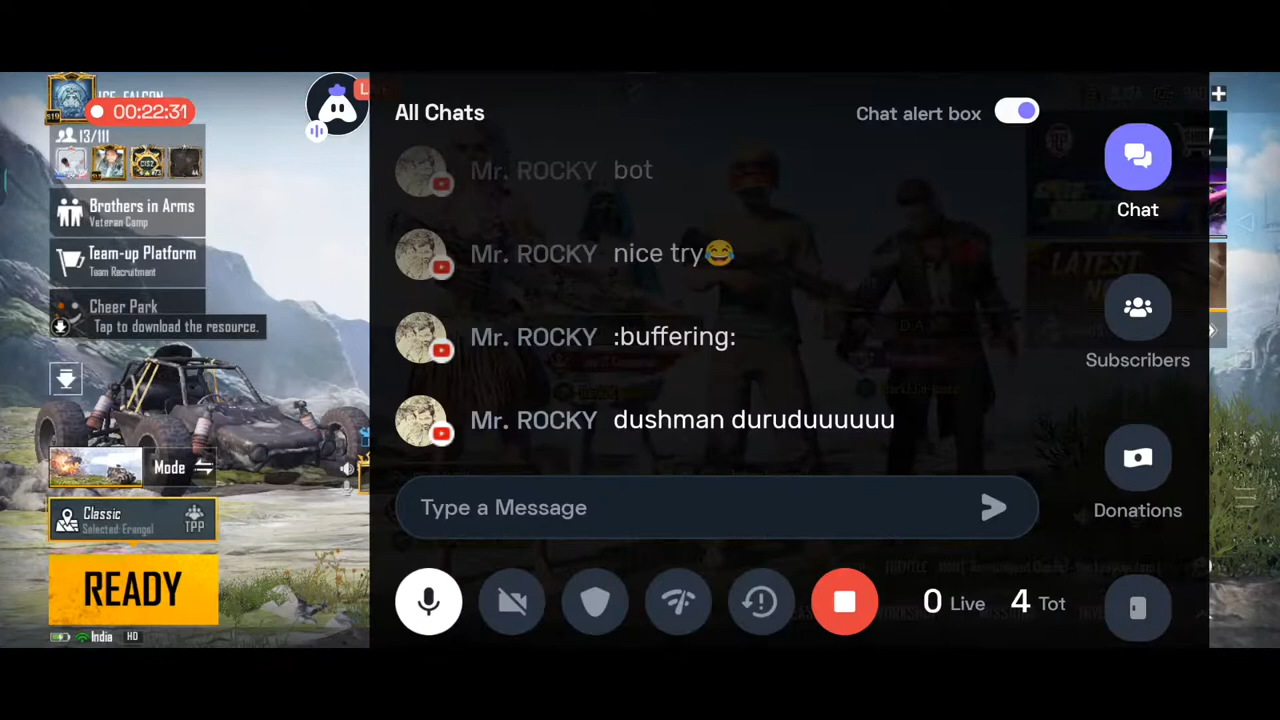 ICE_FALCON
00:22:31
13/111
Brothers in Arms
Veteran Camp
Team-up Platform
Team Recruitment
Cheer Park
Tap to download the resource.
Mode
Classic
Selected: Erangel
TPP
READY
India
HD
All Chats
Chat alert box
Mr. ROCKY bot
Mr. ROCKY nice try😂
Mr. ROCKY :buffering:
Mr. ROCKY dushman duruduuuuuu
Type a Message
0 Live
4 Tot
Chat
Subscribers
Donations
LATEST